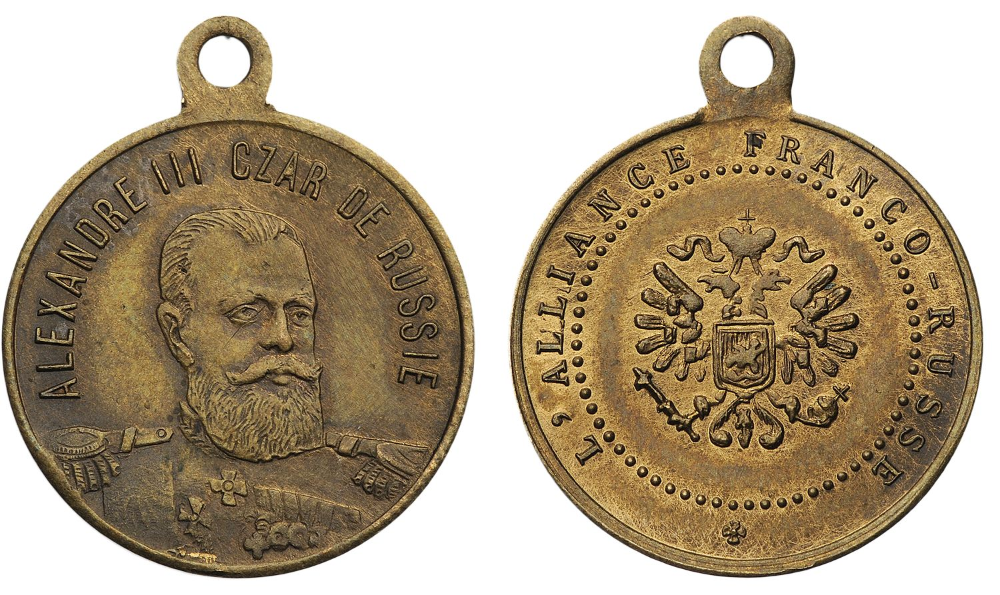 ALEXANDRE III CZAR DE RUSSIE
L'ALLIANCE FRANCO-RUSSE